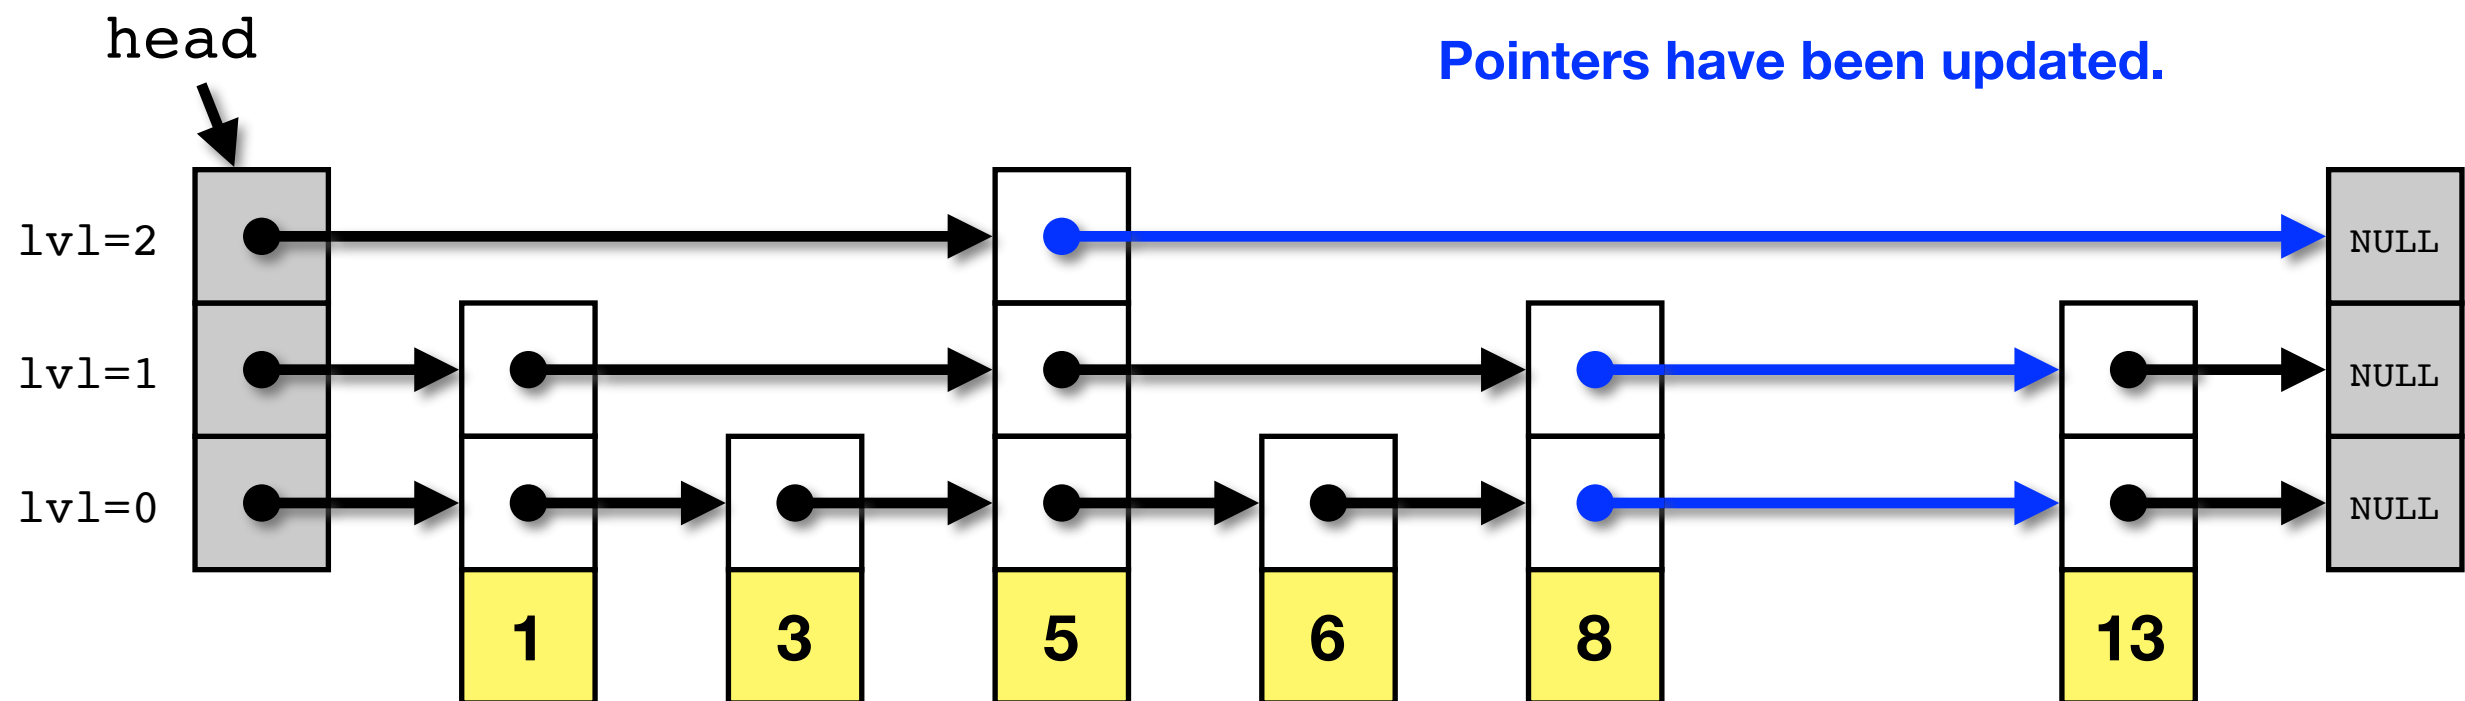 head
Pointers have been updated.
lvl=2
NULL
lvl=1
NULL
lvl=0
NULL
1 3 5 6 8 13